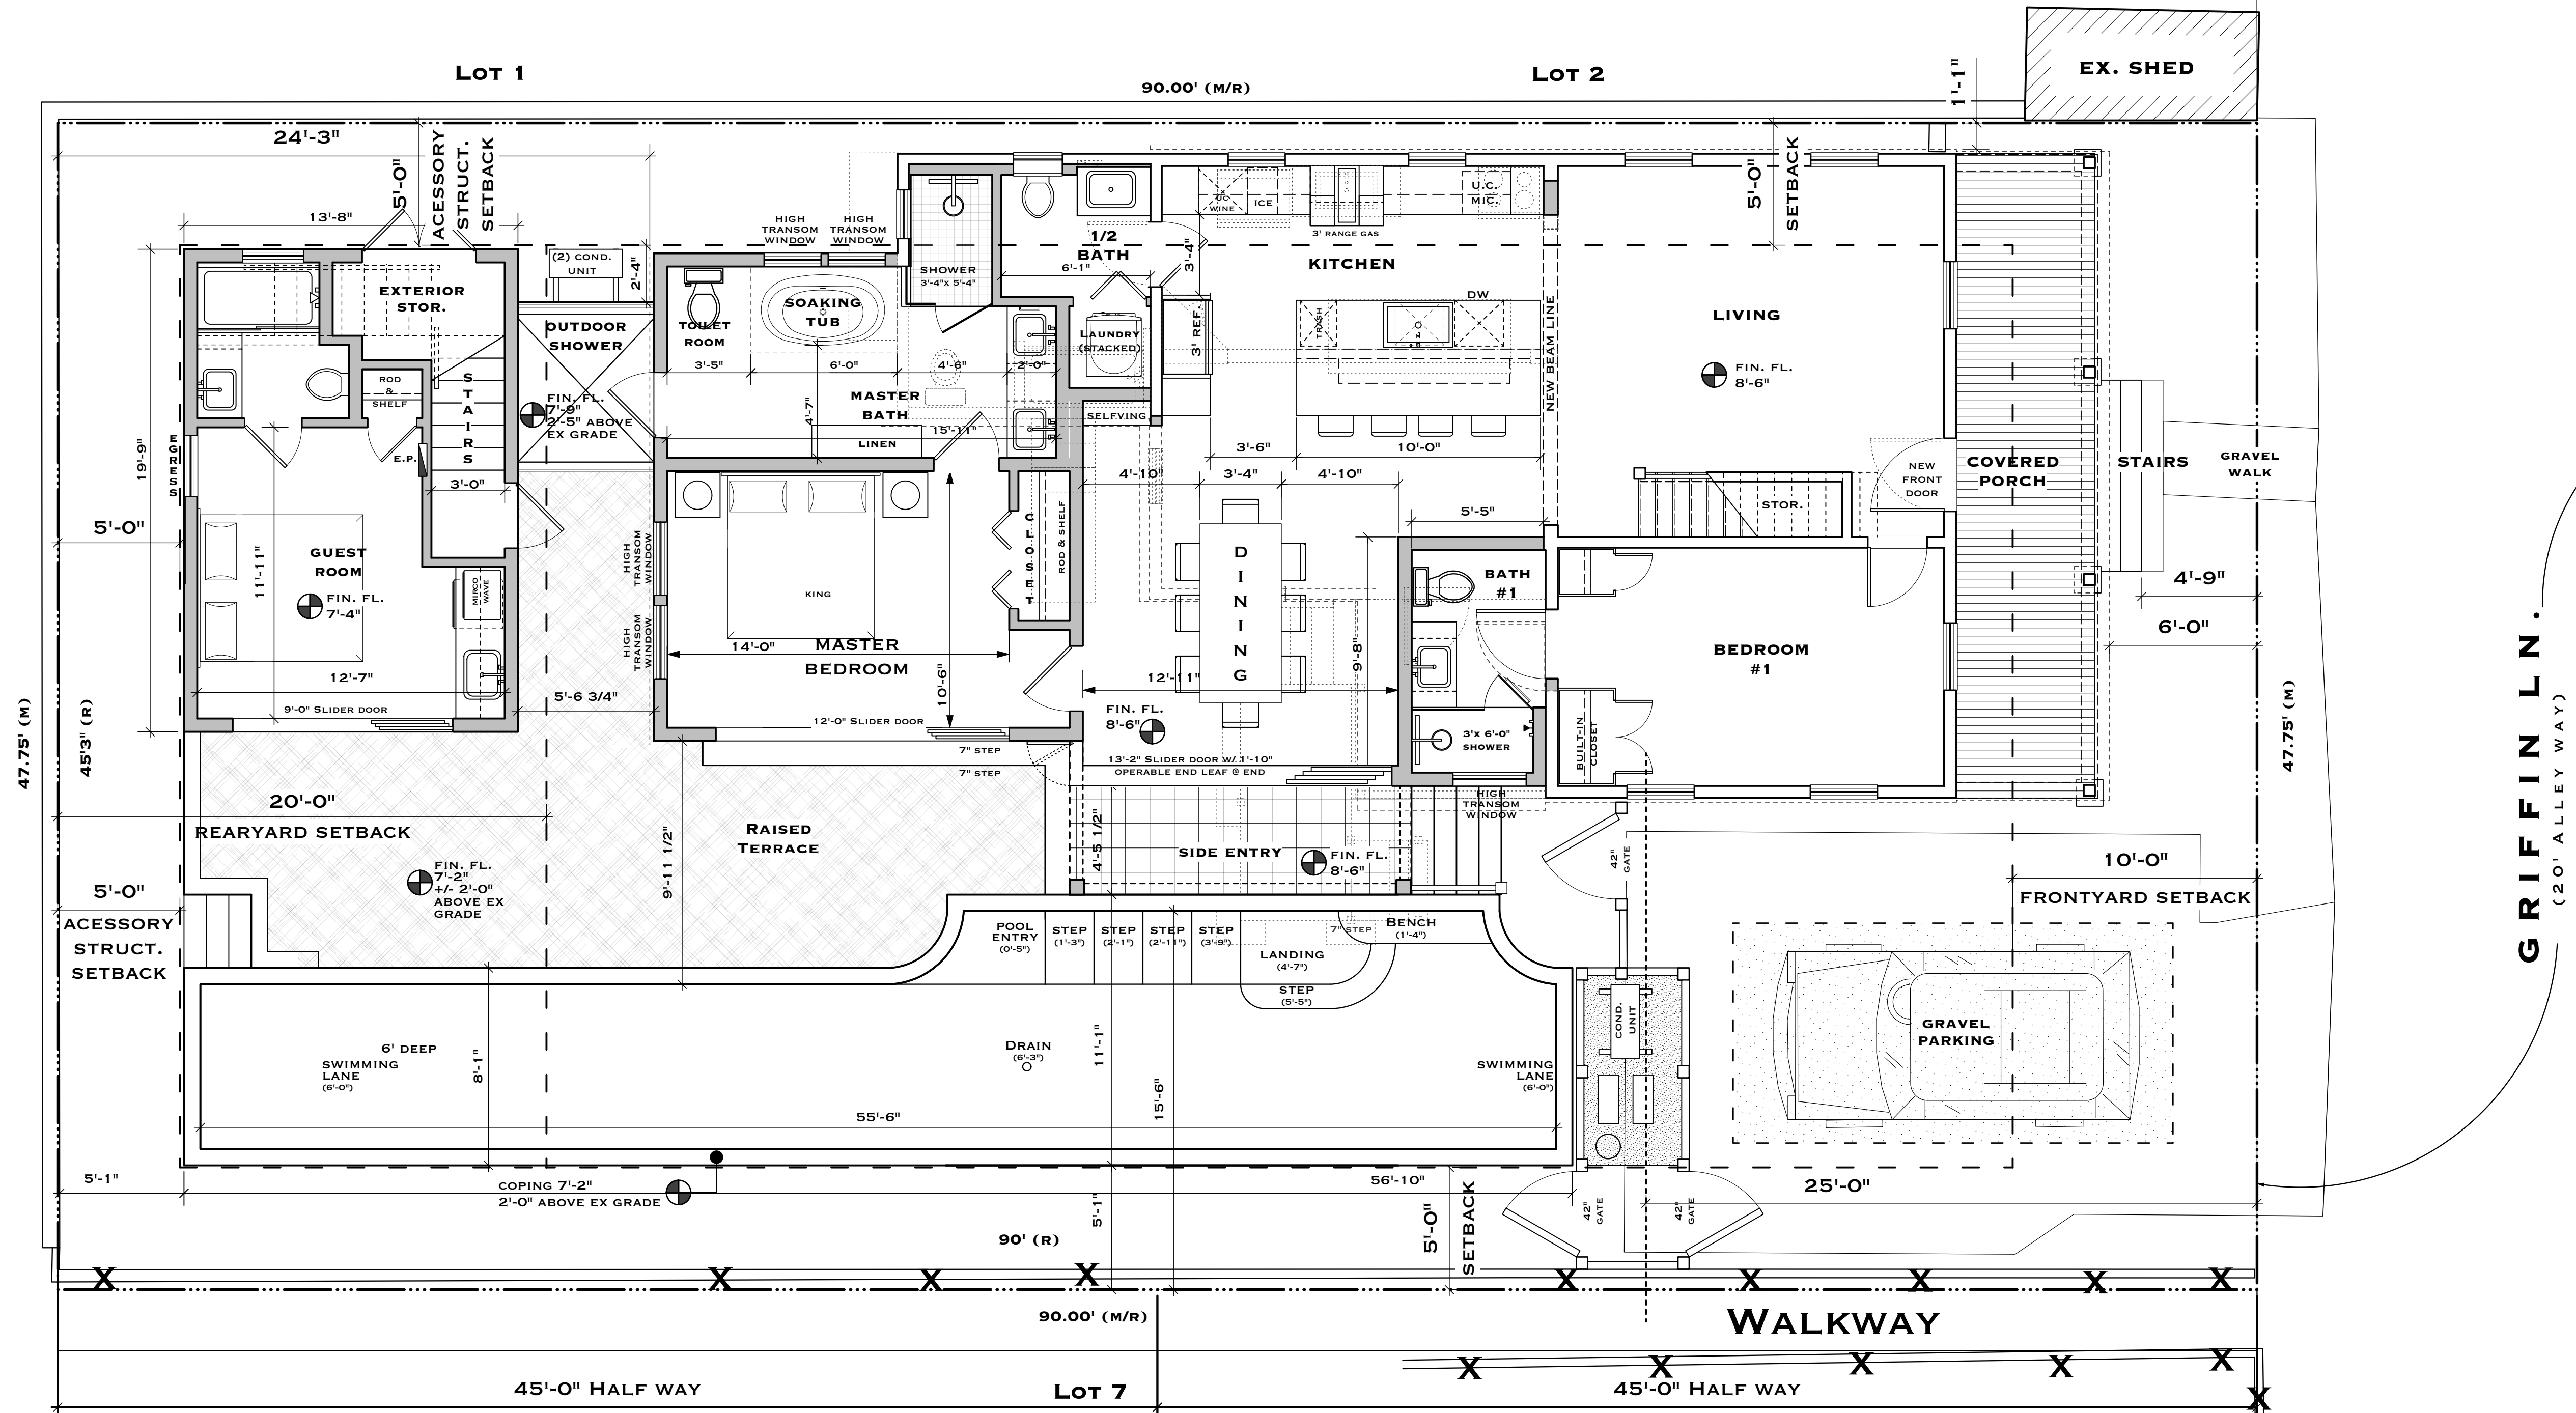 LOT 1
LOT 2
EX. SHED
90.00' (M/R)
1'-1"
24'-3"
5'-0"
ACESSORY
STRUCT.
SETBACK
5'-0"
SETBACK
13'-8"
HIGH
TRANSOM
WINDOW
HIGH
TRANSOM
WINDOW
(2) COND.
UNIT
2'-4"
EXTERIOR
STOR.
OUTDOOR
SHOWER
TOILET
ROOM
SOAKING
TUB
SHOWER
3'-4"X 5'-4"
1/2
BATH
6'-1"
3'-4"
UC
WINE
ICE
3' RANGE GAS
U.C.
MIC.
KITCHEN
DW
TRASH
3' REF.
NEW BEAM LINE
LIVING
FIN. FL.
8'-6"
LAUNDRY
(STACKED)
SELFVING
3'-5"
6'-0"
4'-6"
2'-0"
MASTER
BATH
4'-7"
15'-11"
LINEN
ROD
&
SHELF
STAIRS
E.P.
3'-0"
FIN. FL.
7'-9"
2'-5" ABOVE
EX GRADE
19'-9"
EGRESS
5'-0"
GUEST
ROOM
11'-11"
FIN. FL.
7'-4"
MIRCO
WAVE
12'-7"
9'-0" SLIDER DOOR
5'-6 3/4"
HIGH
TRANSOM
WINDOW
HIGH
TRANSOM
WINDOW
KING
14'-0"
MASTER
BEDROOM
10'-6"
12'-0" SLIDER DOOR
CLOSET
ROD & SHELF
3'-6"
10'-0"
4'-10"
3'-4"
4'-10"
DINING
5'-5"
9'-8"
12'-11"
FIN. FL.
8'-6"
13'-2" SLIDER DOOR W/ 1'-10"
OPERABLE END LEAF @ END
BATH
#1
3'X 6'-0"
SHOWER
HIGH
TRANSOM
WINDOW
BUILT-IN
CLOSET
BEDROOM
#1
STOR.
NEW
FRONT
DOOR
COVERED
PORCH
STAIRS
GRAVEL
WALK
4'-9"
6'-0"
47.75' (M)
45'3" (R)
47.75' (M)
GRIFFIN LN.
(20' ALLEY WAY)
7" STEP
7" STEP
20'-0"
REARYARD SETBACK
RAISED
TERRACE
9'-11 1/2"
4'-5 1/2"
SIDE ENTRY
FIN. FL.
8'-6"
42"
GATE
10'-0"
FRONTYARD SETBACK
FIN. FL.
7'-2"
+/- 2'-0"
ABOVE EX
GRADE
5'-0"
ACESSORY
STRUCT.
SETBACK
POOL
ENTRY
(0'-5")
STEP
(1'-3")
STEP
(2'-1")
STEP
(2'-11")
STEP
(3'-9")
7" STEP
BENCH
(1'-4")
LANDING
(4'-7")
STEP
(5'-5")
COND.
UNIT
GRAVEL
PARKING
6' DEEP
SWIMMING
LANE
(6'-0")
8'-1"
DRAIN
(6'-3")
11'-1"
15'-6"
SWIMMING
LANE
(6'-0")
55'-6"
5'-1"
COPING 7'-2"
2'-0" ABOVE EX GRADE
56'-10"
5'-1"
5'-0"
SETBACK
42"
GATE
42"
GATE
25'-0"
90' (R)
X X X X X X X X X
90.00' (M/R)
WALKWAY
X X X X X
X
45'-0" HALF WAY
LOT 7
45'-0" HALF WAY